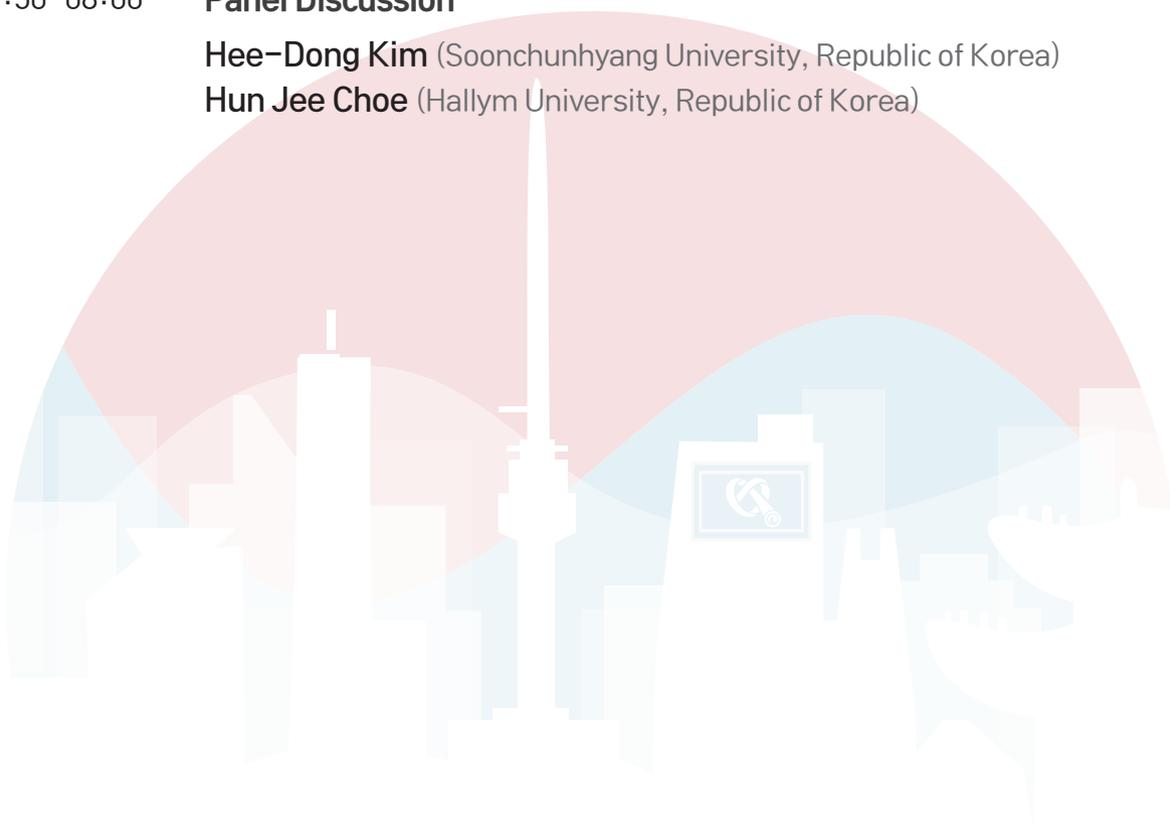 Panel Discussion
Hee-Dong Kim (Soonchunhyang University, Republic of Korea)
Hun Jee Choe (Hallym University, Republic of Korea)